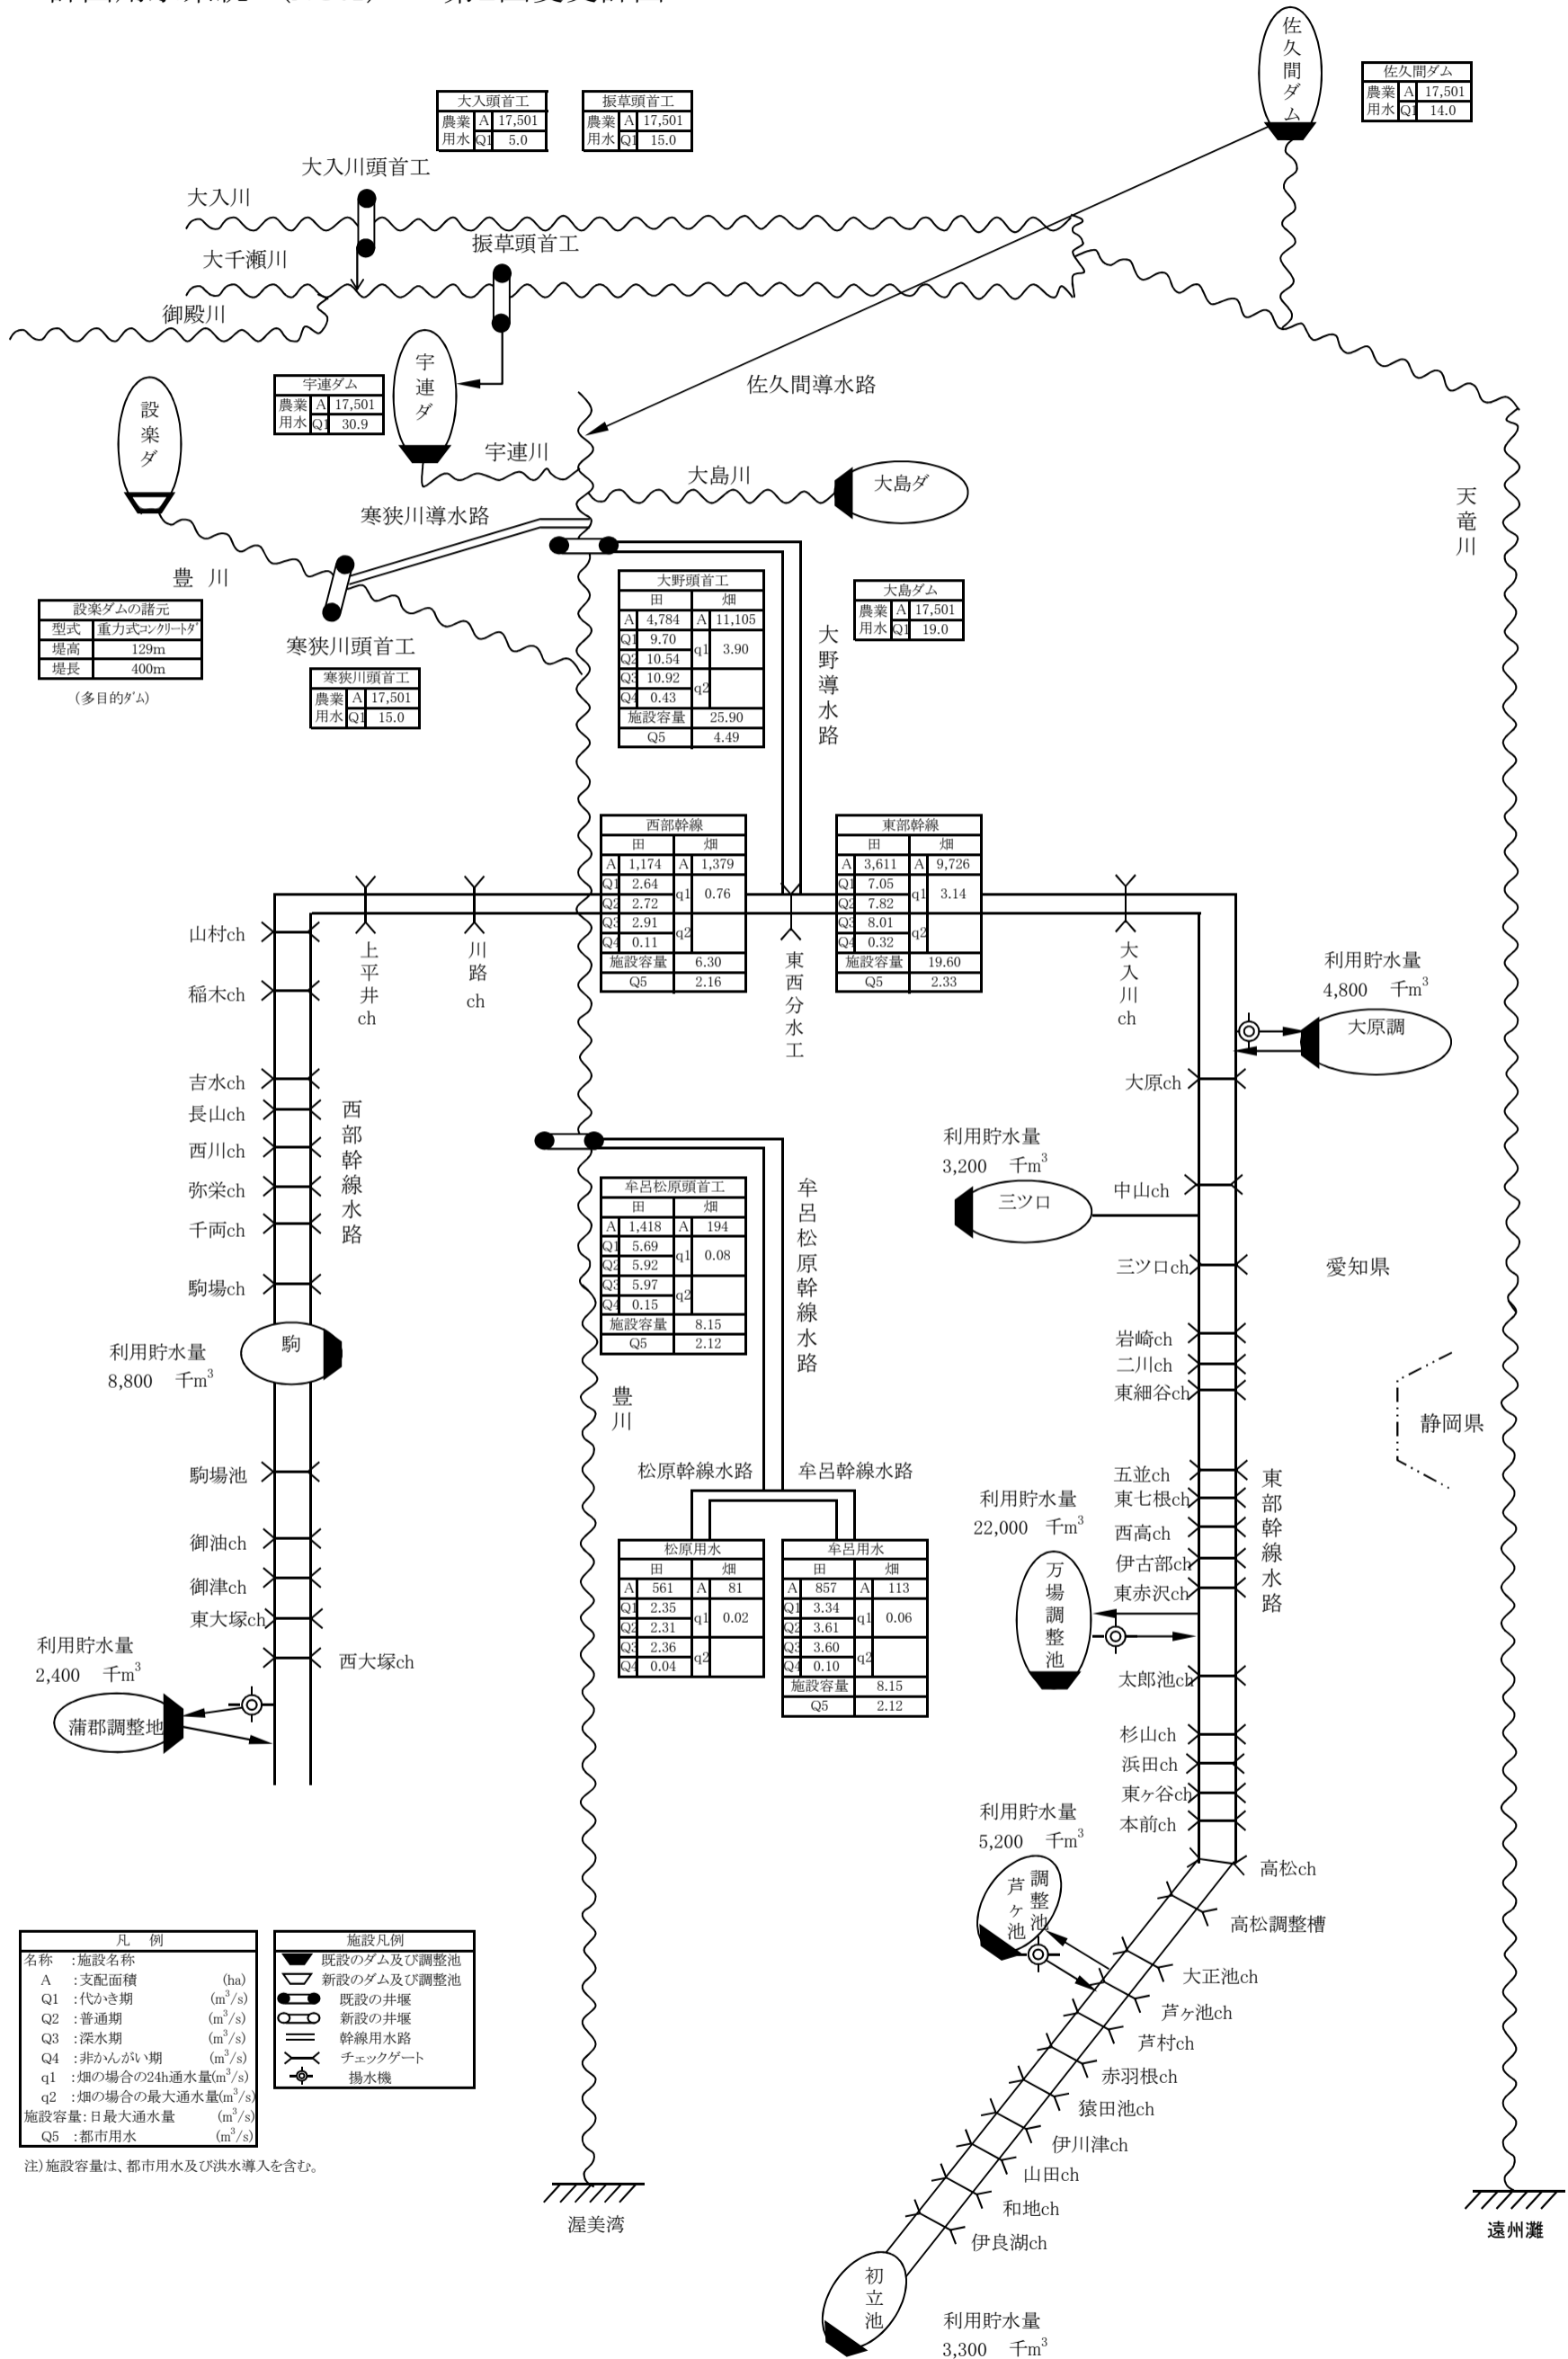 佐久間ダム
佐久間ダム
農業用水 A 17,501
Q1 14.0
大入頭首工
農業用水 A 17,501
Q1 5.0
振草頭首工
農業用水 A 17,501
Q1 15.0
大入川頭首工
大入川
振草頭首工
大千瀬川
御殿川
宇連ダム
農業用水 A 17,501
Q1 30.9
宇連ダ
佐久間導水路
設楽ダ
宇連川
大島川
大島ダ
寒狭川導水路
天竜川
豊川
設楽ダムの諸元
型式 重力式コンクリートダ
堤高 129m
堤長 400m
(多目的ダム)
寒狭川頭首工
寒狭川頭首工
農業用水 A 17,501
Q1 15.0
大野頭首工
田 畑
A 4,784 A 11,105
Q1 9.70 q1 3.90
Q2 10.54
Q3 10.92 q2
Q4 0.43
施設容量 25.90
Q5 4.49
大野導水路
大島ダム
農業用水 A 17,501
Q1 19.0
西部幹線
田 畑
A 1,174 A 1,379
Q1 2.64 q1 0.76
Q2 2.72
Q3 2.91 q2
Q4 0.11
施設容量 6.30
Q5 2.16
東部幹線
田 畑
A 3,611 A 9,726
Q1 7.05 q1 3.14
Q2 7.82
Q3 8.01 q2
Q4 0.32
施設容量 19.60
Q5 2.33
上平井ch
川路ch
東西分水工
大入川ch
山村ch
稲木ch
吉水ch
長山ch
西川ch
弥栄ch
千両ch
駒場ch
西部幹線水路
利用貯水量
8,800 千m3
駒
駒場池
御油ch
御津ch
東大塚ch
西大塚ch
利用貯水量
2,400 千m3
蒲郡調整地
利用貯水量
4,800 千m3
大原調
大原ch
利用貯水量
3,200 千m3
三ツ口
中山ch
三ツ口ch
愛知県
静岡県
岩崎ch
二川ch
東細谷ch
五並ch
東七根ch
西高ch
伊古部ch
東赤沢ch
東部幹線水路
利用貯水量
22,000 千m3
万場調整池
太郎池ch
杉山ch
浜田ch
東ヶ谷ch
本前ch
牟呂松原頭首工
田 畑
A 1,418 A 194
Q1 5.69 q1 0.08
Q2 5.92
Q3 5.97 q2
Q4 0.15
施設容量 8.15
Q5 2.12
牟呂松原幹線水路
豊川
松原幹線水路
牟呂幹線水路
松原用水
田 畑
A 561 A 81
Q1 2.35 q1 0.02
Q2 2.31
Q3 2.36 q2
Q4 0.04
牟呂用水
田 畑
A 857 A 113
Q1 3.34 q1 0.06
Q2 3.61
Q3 3.60 q2
Q4 0.10
施設容量 8.15
Q5 2.12
利用貯水量
5,200 千m3
芦ヶ池調整池
高松ch
高松調整槽
大正池ch
芦ヶ池ch
芦村ch
赤羽根ch
猿田池ch
伊川津ch
山田ch
和地ch
伊良湖ch
初立池
利用貯水量
3,300 千m3
凡 例
名称 :施設名称
A :支配面積 (ha)
Q1 :代かき期 (m3/s)
Q2 :普通期 (m3/s)
Q3 :深水期 (m3/s)
Q4 :非かんがい期 (m3/s)
q1 :畑の場合の24h通水量(m3/s)
q2 :畑の場合の最大通水量(m3/s)
施設容量:日最大通水量 (m3/s)
Q5 :都市用水 (m3/s)
施設凡例
既設のダム及び調整池
新設のダム及び調整池
既設の井堰
新設の井堰
幹線用水路
チェックゲート
揚水機
注)施設容量は、都市用水及び洪水導入を含む。
渥美湾
遠州灘